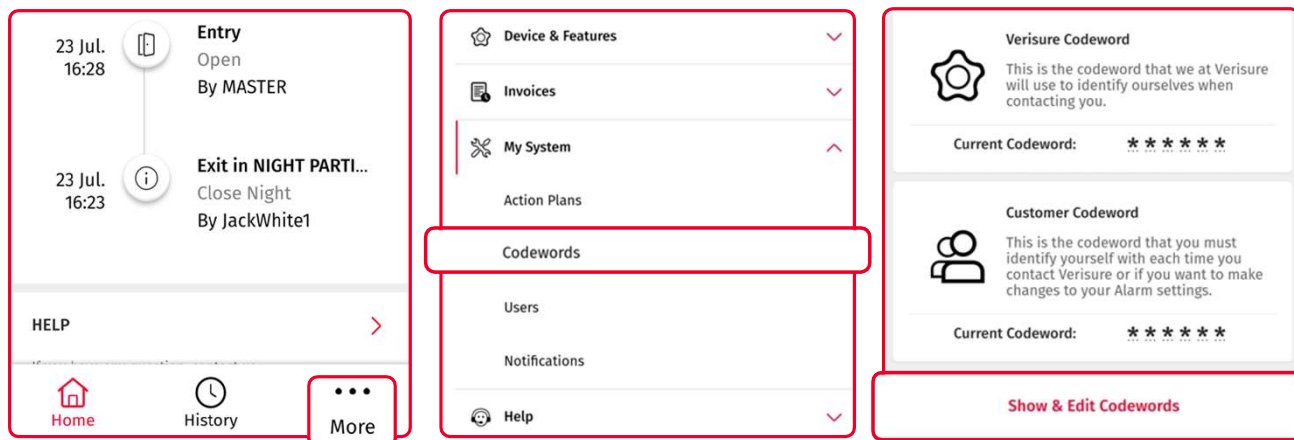 23 Jul.
16:28
Entry
Open
By MASTER
23 Jul.
16:23
Exit in NIGHT PARTI...
Close Night
By JackWhite1
HELP
Home
History
More
Device & Features
Invoices
My System
Action Plans
Codewords
Users
Notifications
Help
Verisure Codeword
This is the codeword that we at Verisure
will use to identify ourselves when
contacting you.
Current Codeword: ******
Customer Codeword
This is the codeword that you must
identify yourself with each time you
contact Verisure or if you want to make
changes to your Alarm settings.
Current Codeword: ******
Show & Edit Codewords